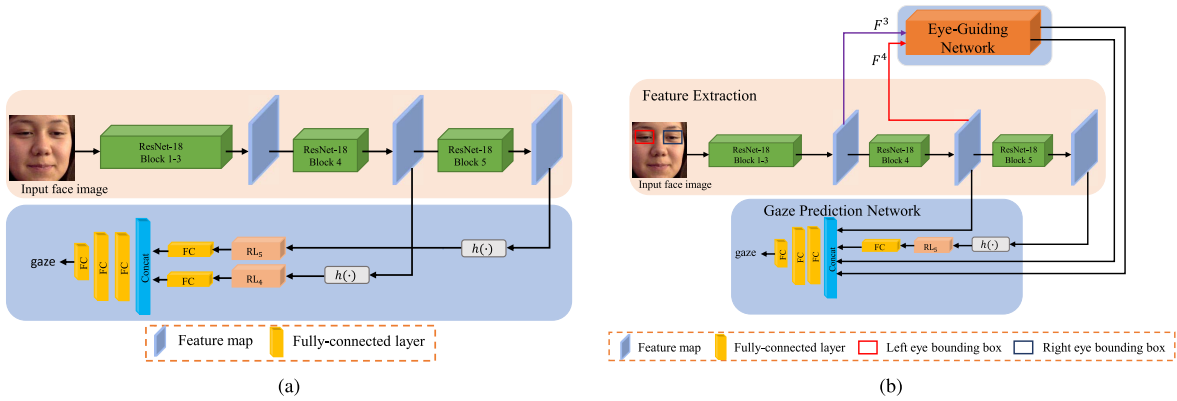 ResNet-18
Block 1-3
ResNet-18
Block 4
ResNet-18
Block 5
Input face image
gaze
FC
FC
FC
Concat
FC
RL₅
h(·)
FC
RL₄
h(·)
Feature map
Fully-connected layer
(a)
F³
F⁴
Eye-Guiding
Network
Feature Extraction
ResNet-18
Block 1-3
ResNet-18
Block 4
ResNet-18
Block 5
Input face image
Gaze Prediction Network
gaze
FC
FC
FC
Concat
FC
RL₅
h(·)
Feature map
Fully-connected layer
Left eye bounding box
Right eye bounding box
(b)